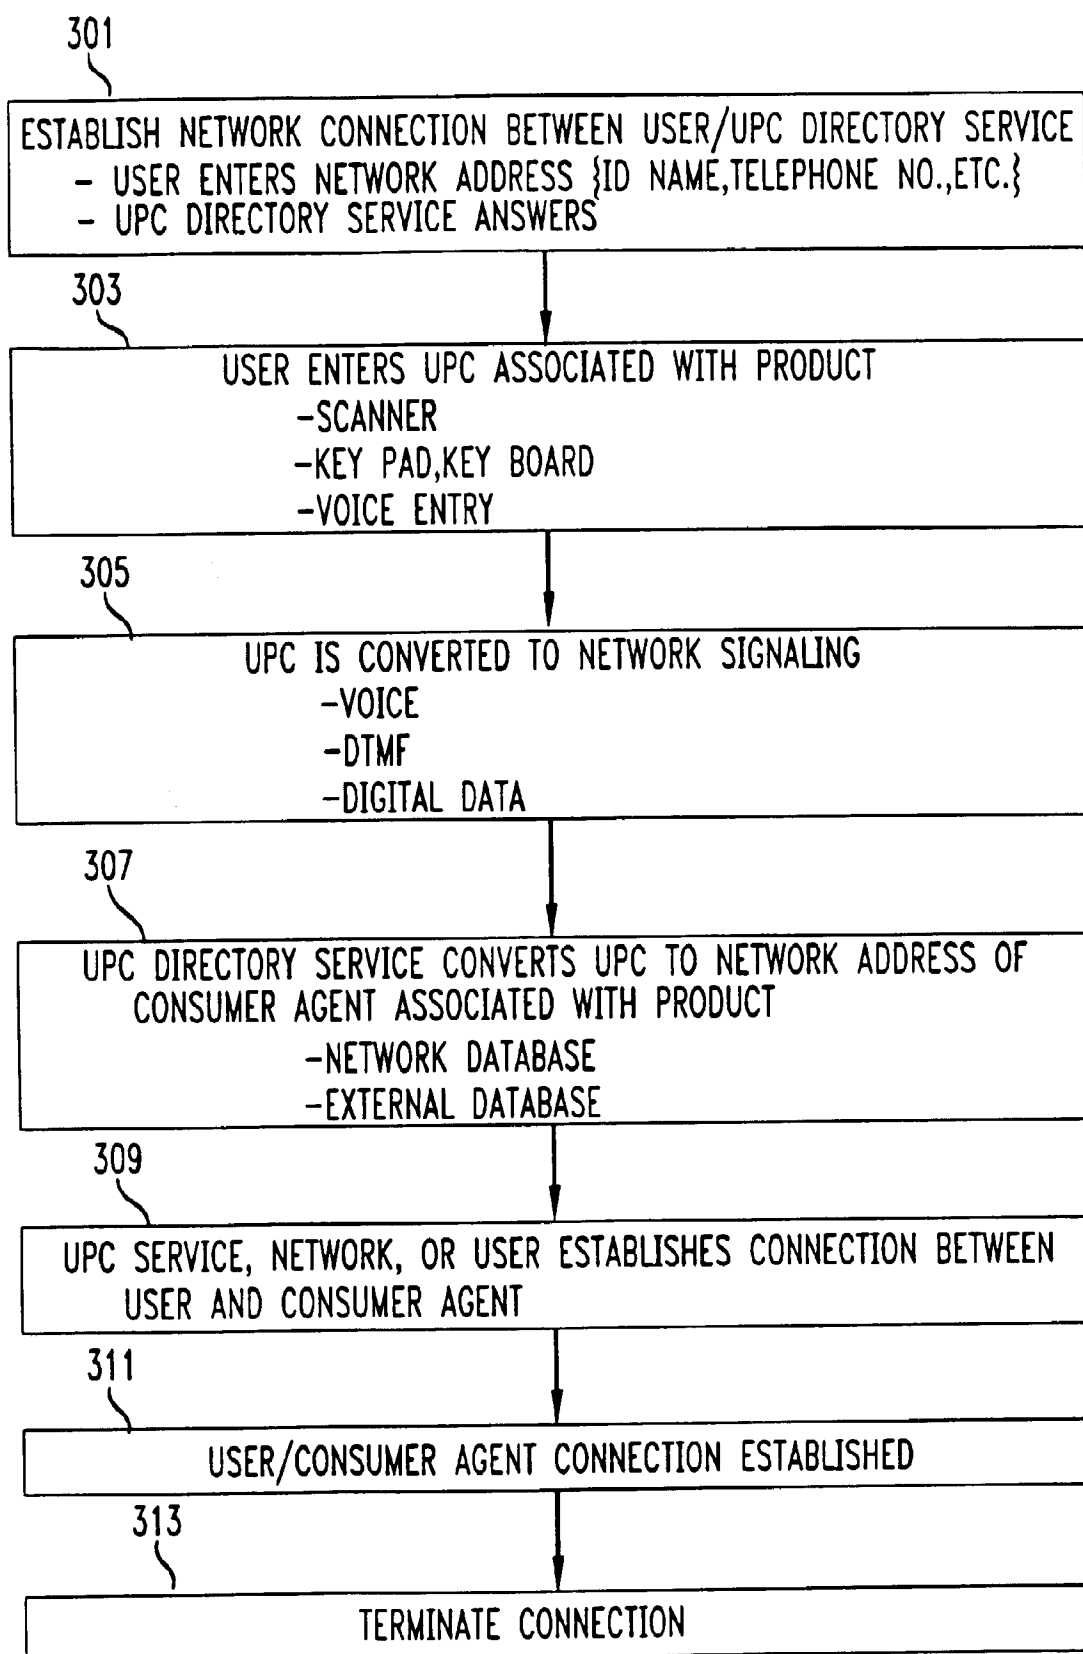 301
ESTABLISH NETWORK CONNECTION BETWEEN USER/UPC DIRECTORY SERVICE
- USER ENTERS NETWORK ADDRESS {ID NAME,TELEPHONE NO.,ETC.}
- UPC DIRECTORY SERVICE ANSWERS
303
USER ENTERS UPC ASSOCIATED WITH PRODUCT
-SCANNER
-KEY PAD,KEY BOARD
-VOICE ENTRY
305
UPC IS CONVERTED TO NETWORK SIGNALING
-VOICE
-DTMF
-DIGITAL DATA
307
UPC DIRECTORY SERVICE CONVERTS UPC TO NETWORK ADDRESS OF
CONSUMER AGENT ASSOCIATED WITH PRODUCT
-NETWORK DATABASE
-EXTERNAL DATABASE
309
UPC SERVICE, NETWORK, OR USER ESTABLISHES CONNECTION BETWEEN
USER AND CONSUMER AGENT
311
USER/CONSUMER AGENT CONNECTION ESTABLISHED
313
TERMINATE CONNECTION